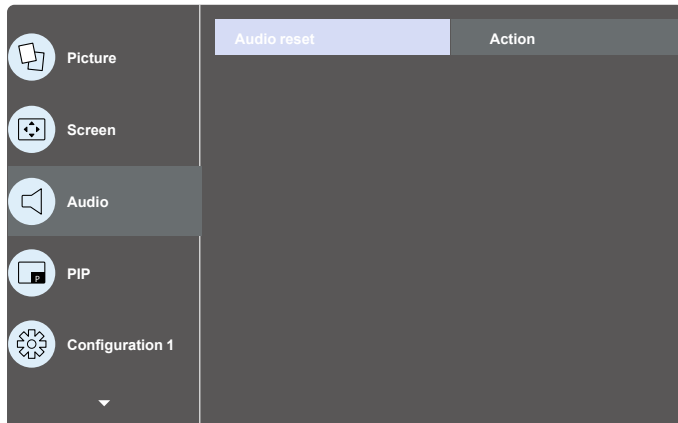 Picture
Screen
Audio
PIP
P
Configuration 1
Audio reset
Action